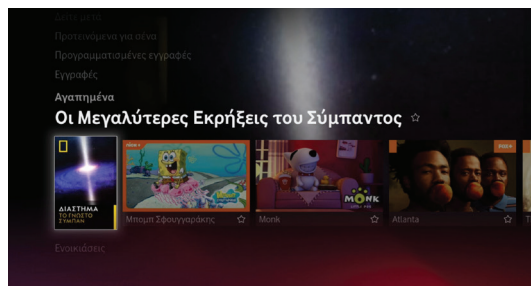 Δείτε μετά
Προτεινόμενα για σένα
Προγραμματισμένες εγγραφές
Εγγραφές
Αγαπημένα
Οι Μεγαλύτερες Εκρήξεις του Σύμπαντος
ΔΙΑΣΤΗΜΑ
ΤΟ ΓΝΩΣΤΟ
ΣΥΜΠΑΝ
Μπομπ Σφουγγαράκης
MONK
Monk
Atlanta
Ενοικιάσεις